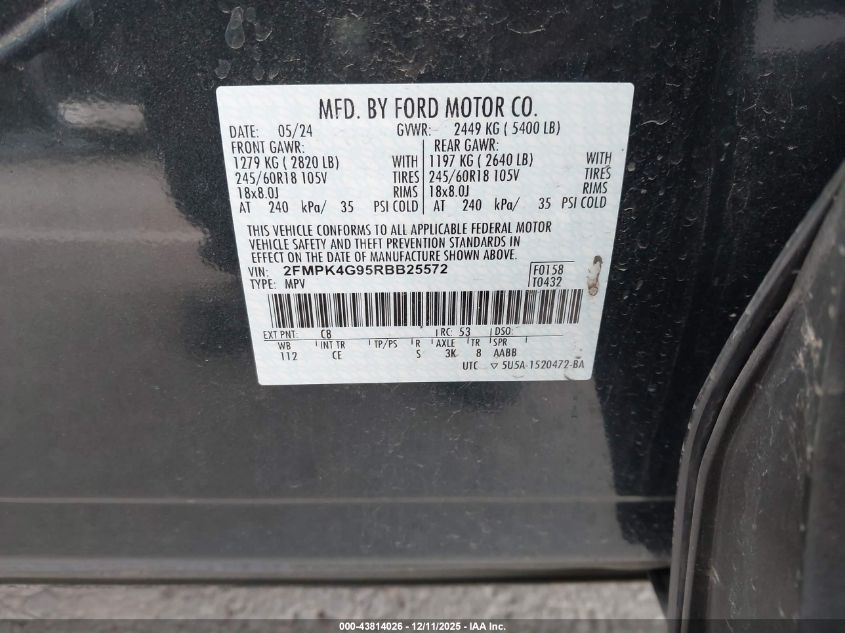 MFD. BY FORD MOTOR CO.
DATE: 05/24 GVWR: 2449 KG ( 5400 LB)
FRONT GAWR: REAR GAWR:
1279 KG ( 2820 LB) WITH 1197 KG ( 2640 LB) WITH
245/60R18 105V TIRES 245/60R18 105V TIRES
18x8.0J RIMS 18x8.0J RIMS
AT 240 kPa/ 35 PSI COLD AT 240 kPa/ 35 PSI COLD
THIS VEHICLE CONFORMS TO ALL APPLICABLE FEDERAL MOTOR
VEHICLE SAFETY AND THEFT PREVENTION STANDARDS IN
EFFECT ON THE DATE OF MANUFACTURE SHOWN ABOVE.
VIN: 2FMPK4G95RBB25572 F0158
TYPE: MPV T0432
EXT PNT: C8 RC: 53 DSO:
WB INT TR TP/PS R AXLE TR SPR
112 CE S 3K 8 AABB
UTC ▽ 5U5A-1520472-BA
000-43814026 - 12/11/2025 - IAA Inc.